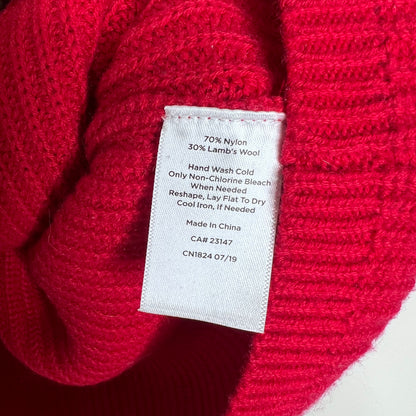 70% Nylon
30% Lamb's Wool
Hand Wash Cold
Only Non-Chlorine Bleach
When Needed
Reshape, Lay Flat To Dry
Cool Iron, If Needed
Made In China
CA# 23147
CN1824 07/19